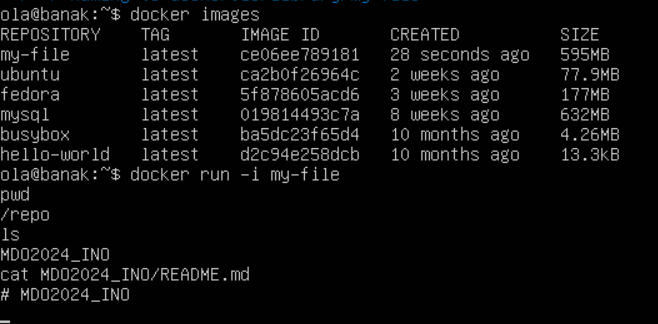 ola@banak:~$ docker images
REPOSITORY TAG IMAGE ID CREATED SIZE
my-file latest ce06ee789181 28 seconds ago 595MB
ubuntu latest ca2b0f26964c 2 weeks ago 77.9MB
fedora latest 5f878605acd6 3 weeks ago 177MB
mysql latest 019814493c7a 8 weeks ago 632MB
busybox latest ba5dc23f65d4 10 months ago 4.26MB
hello-world latest d2c94e258dcb 10 months ago 13.3kB
ola@banak:~$ docker run -i my-file
pwd
/repo
ls
MDO2024_INO
cat MDO2024_INO/README.md
# MDO2024_INO